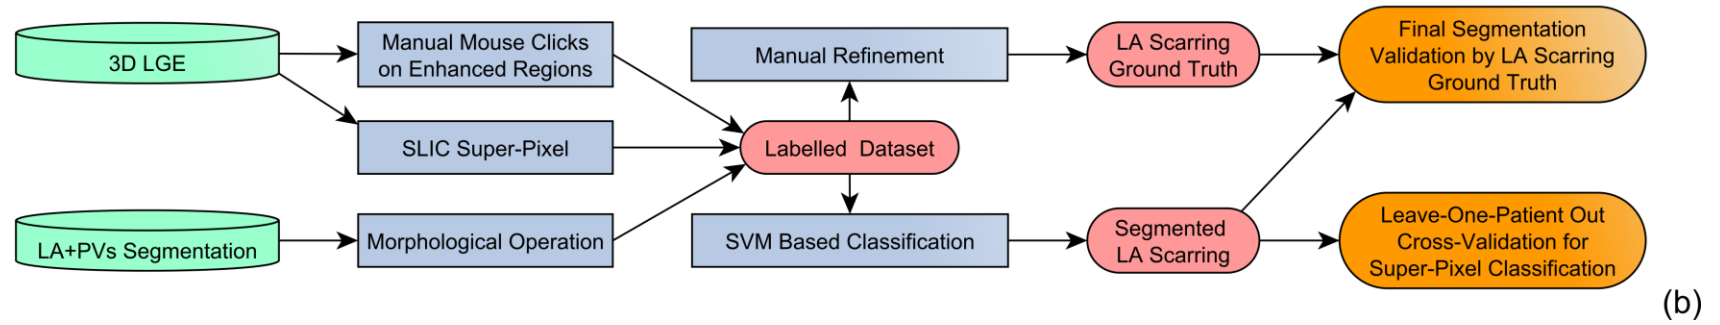 3D LGE
Manual Mouse Clicks
on Enhanced Regions
SLIC Super-Pixel
LA+PVs Segmentation
Morphological Operation
Manual Refinement
Labelled Dataset
SVM Based Classification
LA Scarring
Ground Truth
Segmented
LA Scarring
Final Segmentation
Validation by LA Scarring
Ground Truth
Leave-One-Patient Out
Cross-Validation for
Super-Pixel Classification
(b)